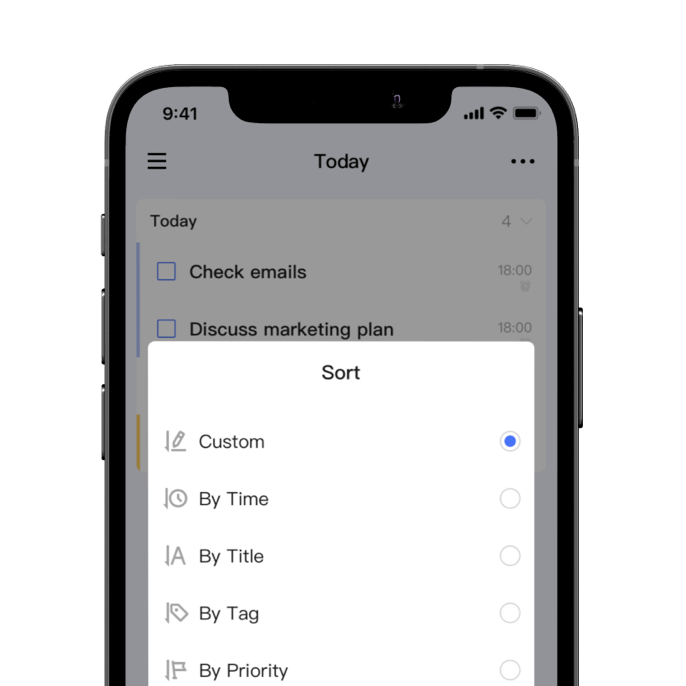 9:41
Today
Today 4
Check emails 18:00
Discuss marketing plan 18:00
Sort
Custom
By Time
By Title
By Tag
By Priority